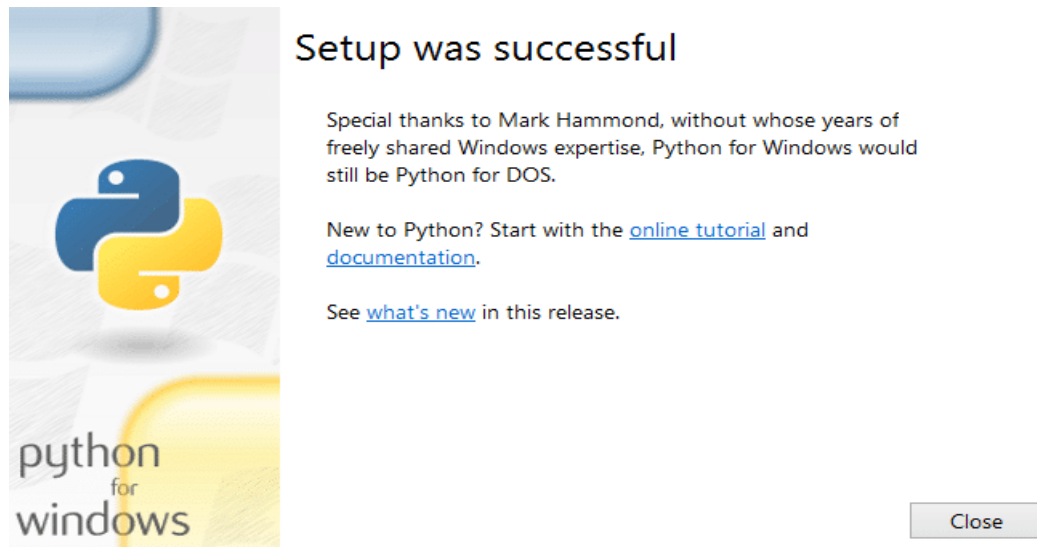 Setup was successful
Special thanks to Mark Hammond, without whose years of
freely shared Windows expertise, Python for Windows would
still be Python for DOS.
New to Python? Start with the online tutorial and
documentation.
See what's new in this release.
python
for
windows
Close